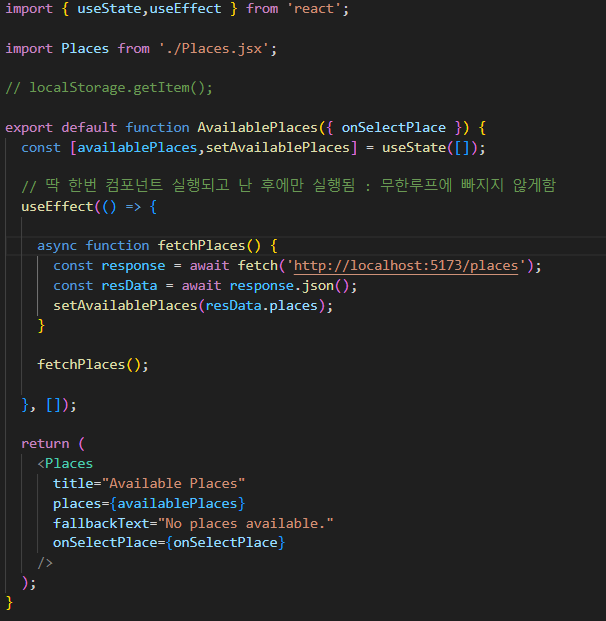 import { useState,useEffect } from 'react';
import Places from './Places.jsx';
// localStorage.getItem();
export default function AvailablePlaces({ onSelectPlace }) {
const [availablePlaces,setAvailablePlaces] = useState([]);
// 딱 한번 컴포넌트 실행되고 난 후에만 실행됨 : 무한루프에 빠지지 않게함
useEffect(() => {
async function fetchPlaces() {
const response = await fetch('http://localhost:5173/places');
const resData = await response.json();
setAvailablePlaces(resData.places);
}
fetchPlaces();
}, []);
return (
<Places
title="Available Places"
places={availablePlaces}
fallbackText="No places available."
onSelectPlace={onSelectPlace}
/>
);
}